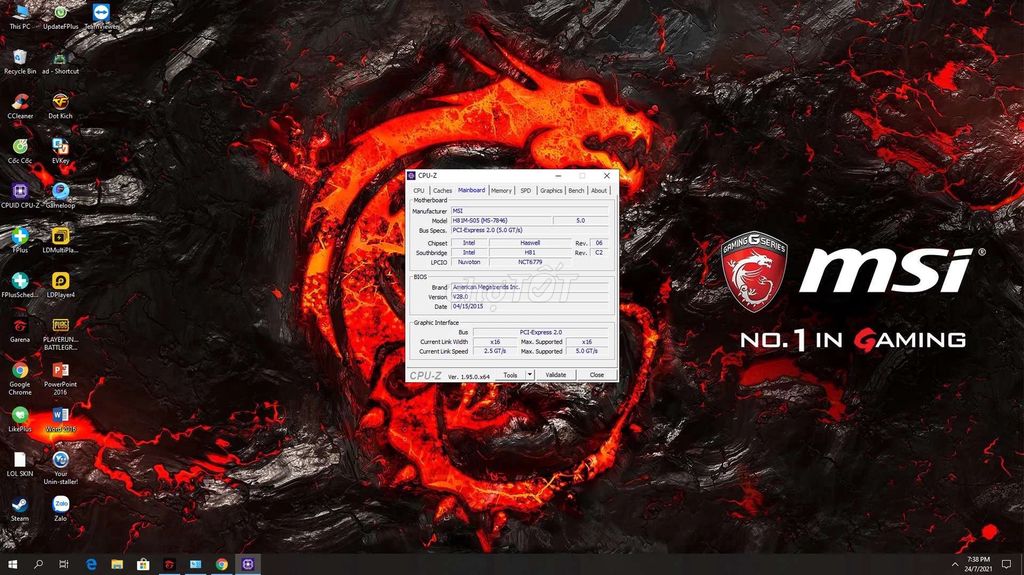 This PC
UpdateFPlus
TeamViewer
Recycle Bin
ad - Shortcut
CCleaner
Dot Kich
Cốc Cốc
EVKey
CPUID CPU-Z
Gameloop
FPlus
LDMultiPla...
FPlusSched...
LDPlayer4
Garena
PLAYERUN...
BATTLEGR...
Google
Chrome
PowerPoint
2016
LikePlus
Word 2016
LOL SKIN
Your
Unin-staller!
Steam
Zalo
CPU-Z
CPU Caches Mainboard Memory SPD Graphics Bench About
Motherboard
Manufacturer MSI
Model H81M-S05 (MS-7846) 5.0
Bus Specs. PCI-Express 2.0 (5.0 GT/s)
Chipset Intel Haswell Rev. 06
Southbridge Intel H81 Rev. C2
LPCIO Nuvoton NCT6779
BIOS
Brand American Megatrends Inc.
Version V28.0
Date 04/15/2015
Graphic Interface
Bus PCI-Express 2.0
Current Link Width x16 Max. Supported x16
Current Link Speed 2.5 GT/s Max. Supported 5.0 GT/s
CPU-Z Ver. 1.95.0.x64 Tools Validate Close
GAMING G SERIES
msi®
NO.1 IN GAMING
7:38 PM
24/7/2021